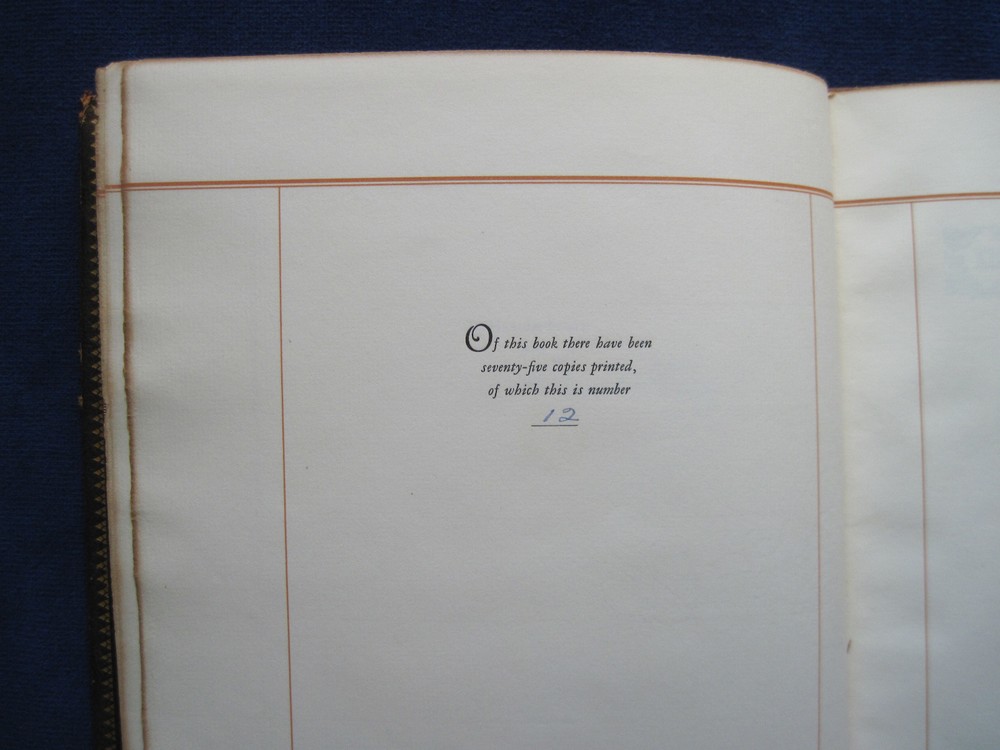 Of this book there have been
seventy-five copies printed,
of which this is number
12